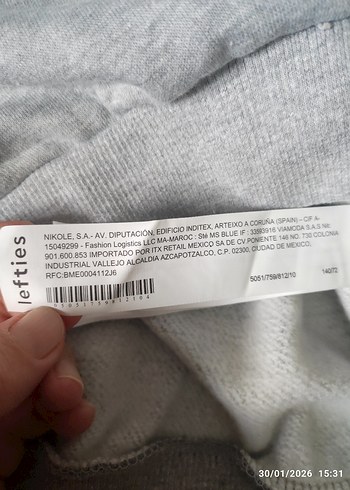 lefties
NIKOLE, S.A.- AV. DIPUTACIÓN, EDIFICIO INDITEX, ARTEIXO A CORUÑA (SPAIN) – CIF A-
15049299 - Fashion Logistics LLC MA-MAROC : Sté MS BLUE IF : 3393916 VIAMODA S.A.S Nit:
901.600.853 IMPORTADO POR ITX RETAIL MEXICO SA DE CV.PONIENTE 146 NO. 730 COLONIA
INDUSTRIAL VALLEJO ALCALDIA AZCAPOTZALCO, C.P. 02300, CIUDAD DE MEXICO,
RFC:BME0004112J6
5051/759/812/10
14072
30/01/2026 15:31